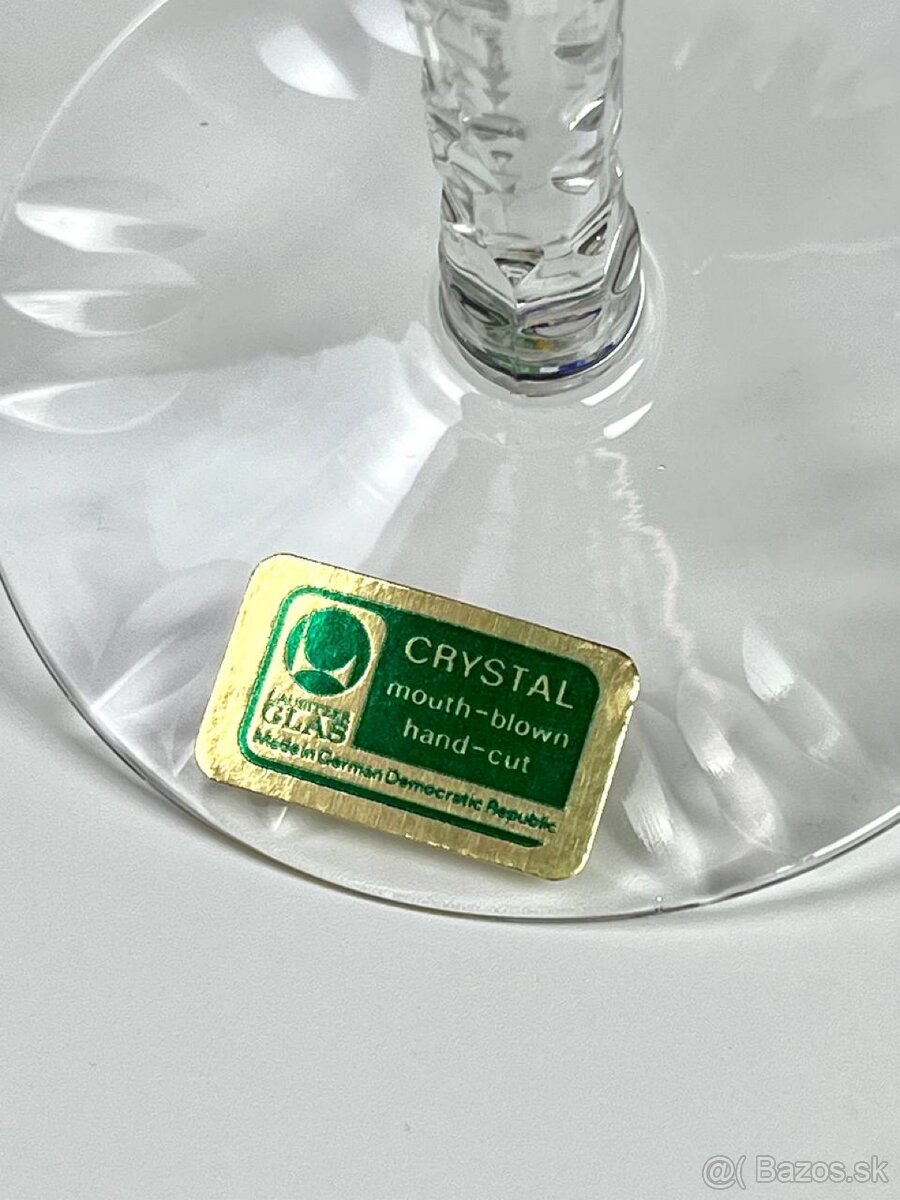 CRYSTAL
mouth-blown
hand-cut
LAUSITZER
GLAS
Made in German Democratic Republic
@( Bazos.sk